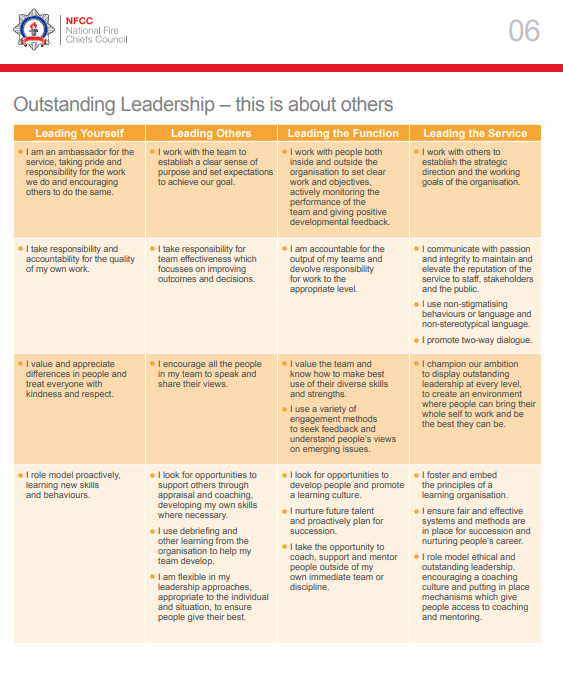 NFCC
National Fire
Chiefs Council
06
Outstanding Leadership – this is about others
Leading Yourself
Leading Others
Leading the Function
Leading the Service
• I am an ambassador for the
service, taking pride and
responsibility for the work
we do and encouraging
others to do the same.
• I work with the team to
establish a clear sense of
purpose and set expectations
to achieve our goal.
• I work with people both
inside and outside the
organisation to set clear
work and objectives,
actively monitoring the
performance of the
team and giving positive
developmental feedback.
• I work with others to
establish the strategic
direction and the working
goals of the organisation.
• I take responsibility and
accountability for the quality
of my own work.
• I take responsibility for
team effectiveness which
focusses on improving
outcomes and decisions.
• I am accountable for the
output of my teams and
devolve responsibility
for work to the
appropriate level.
• I communicate with passion
and integrity to maintain and
elevate the reputation of the
service to staff, stakeholders
and the public.
• I use non-stigmatising
behaviours or language and
non-stereotypical language.
• I promote two-way dialogue.
• I value and appreciate
differences in people and
treat everyone with
kindness and respect.
• I encourage all the people
in my team to speak and
share their views.
• I value the team and
know how to make best
use of their diverse skills
and strengths.
• I use a variety of
engagement methods
to seek feedback and
understand people's views
on emerging issues.
• I champion our ambition
to display outstanding
leadership at every level,
to create an environment
where people can bring their
whole self to work and be
the best they can be.
• I role model proactively,
learning new skills
and behaviours.
• I look for opportunities to
support others through
appraisal and coaching,
developing my own skills
where necessary.
• I use debriefing and
other learning from the
organisation to help my
team develop.
• I am flexible in my
leadership approaches,
appropriate to the individual
and situation, to ensure
people give their best.
• I look for opportunities to
develop people and promote
a learning culture.
• I nurture future talent
and proactively plan for
succession.
• I take the opportunity to
coach, support and mentor
people outside of my
own immediate team or
discipline.
• I foster and embed
the principles of a
learning organisation.
• I ensure fair and effective
systems and methods are
in place for succession and
nurturing people's career.
• I role model ethical and
outstanding leadership,
encouraging a coaching
culture and putting in place
mechanisms which give
people access to coaching
and mentoring.